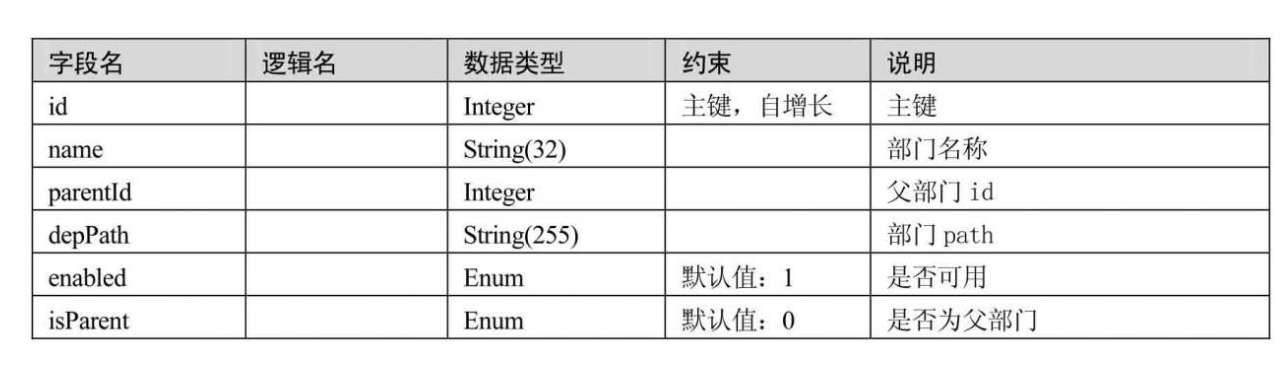 字段名 逻辑名 数据类型 约束 说明
id Integer 主键，自增长 主键
name String(32) 部门名称
parentId Integer 父部门 id
depPath String(255) 部门 path
enabled Enum 默认值：1 是否可用
isParent Enum 默认值：0 是否为父部门